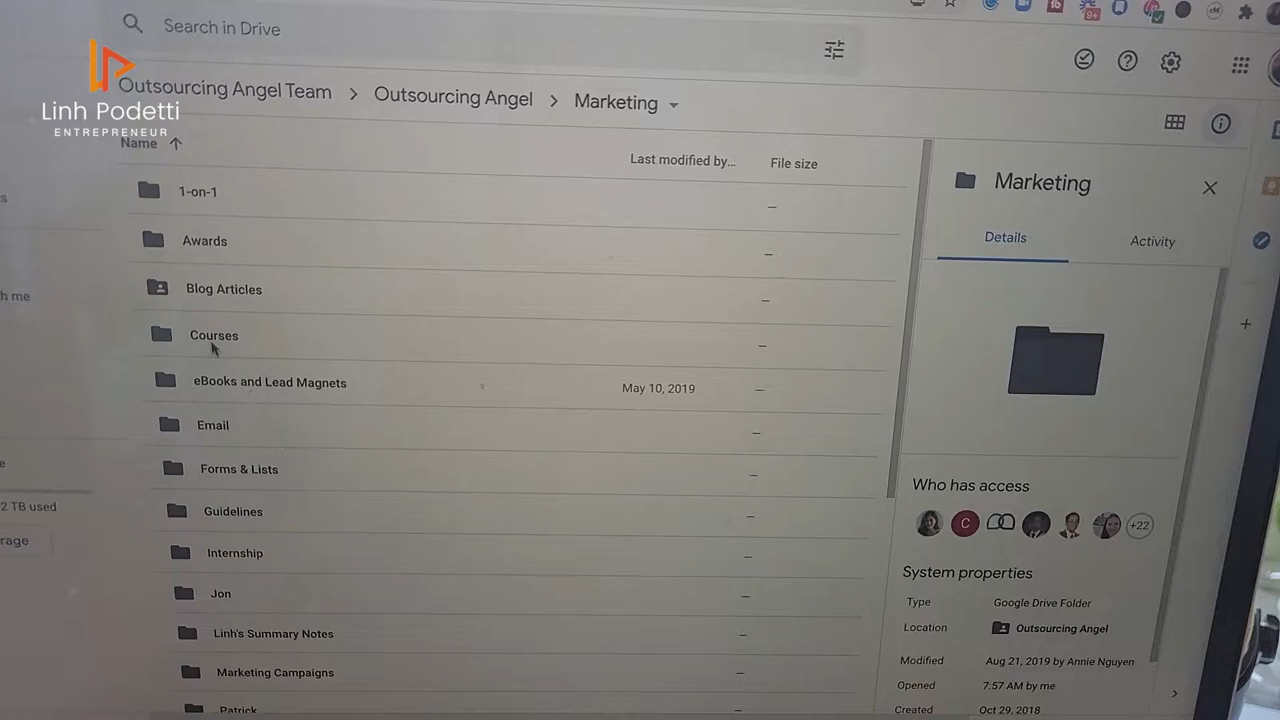 Search in Drive
Outsourcing Angel Team > Outsourcing Angel > Marketing
Linh Podetti
ENTREPRENEUR
Name
Last modified by...
File size
1-on-1
Awards
Blog Articles
Courses
eBooks and Lead Magnets
May 10, 2019
Email
Forms & Lists
Guidelines
Internship
Jon
Linh's Summary Notes
Marketing Campaigns
Patrick
h me
2 TB used
rage
Marketing
Details
Activity
Who has access
C
+22
System properties
Type Google Drive Folder
Location Outsourcing Angel
Modified Aug 21, 2019 by Annie Nguyen
Opened 7:57 AM by me
Created Oct 29, 2018
9+